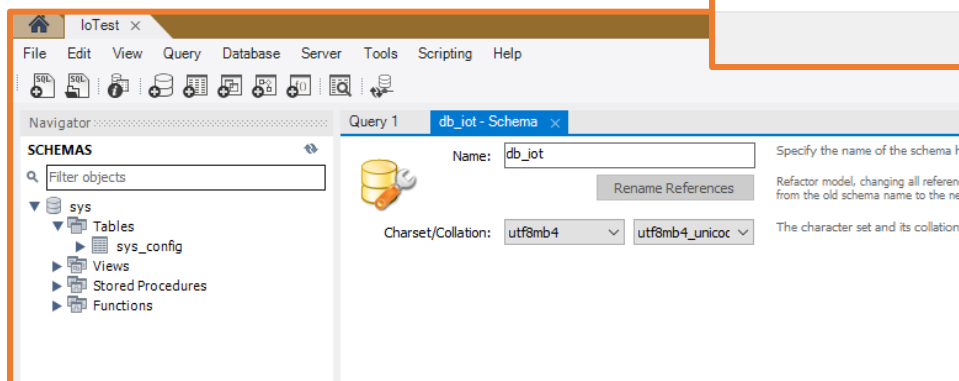 IoTest
File Edit View Query Database Server Tools Scripting Help
SQL SQL
Navigator
SCHEMAS
Filter objects
sys
Tables
sys_config
Views
Stored Procedures
Functions
Query 1 db_iot - Schema
Name: db_iot
Specify the name of the schema
Rename References
Refactor model, changing all
from the old schema name to the
Charset/Collation: utf8mb4
The character set and its collation